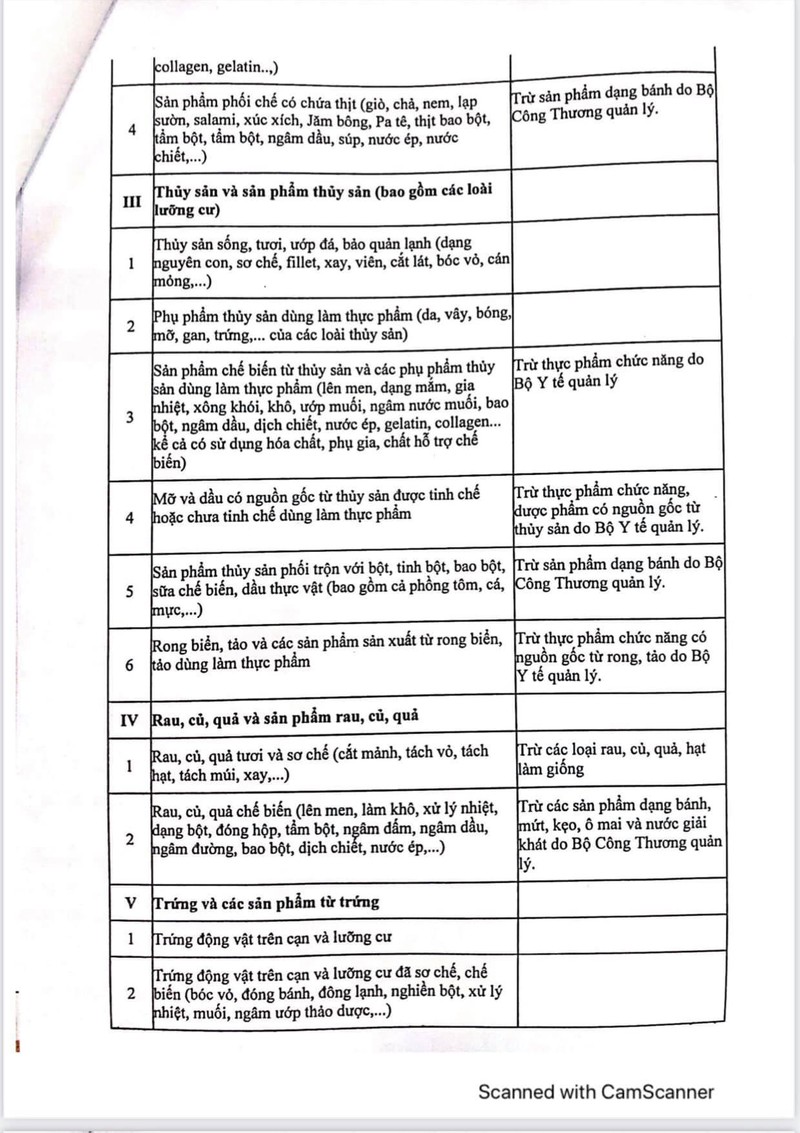 collagen, gelatin..,)
4
Sản phẩm phối chế có chứa thịt (giò, chả, nem, lạp
sườn, salami, xúc xích, Jăm bông, Pa tê, thịt bao bột,
tẩm bột, tẩm bột, ngâm dầu, súp, nước ép, nước
chiết,...)
Trừ sản phẩm dạng bánh do Bộ
Công Thương quản lý.
III
Thủy sản và sản phẩm thủy sản (bao gồm các loài
lưỡng cư)
1
Thủy sản sống, tươi, ướp đá, bảo quản lạnh (dạng
nguyên con, sơ chế, fillet, xay, viên, cắt lát, bóc vỏ, cán
mỏng,...)
2
Phụ phẩm thủy sản dùng làm thực phẩm (da, vây, bóng,
mỡ, gan, trứng,... của các loài thủy sản)
3
Sản phẩm chế biến từ thủy sản và các phụ phẩm thủy
sản dùng làm thực phẩm (lên men, dạng mắm, gia
nhiệt, xông khói, khô, ướp muối, ngâm nước muối, bao
bột, ngâm dầu, dịch chiết, nước ép, gelatin, collagen...
kể cả có sử dụng hóa chất, phụ gia, chất hỗ trợ chế
biến)
Trừ thực phẩm chức năng do
Bộ Y tế quản lý
4
Mỡ và dầu có nguồn gốc từ thủy sản được tinh chế
hoặc chưa tinh chế dùng làm thực phẩm
Trừ thực phẩm chức năng,
dược phẩm có nguồn gốc từ
thủy sản do Bộ Y tế quản lý.
5
Sản phẩm thủy sản phối trộn với bột, tinh bột, bao bột,
sữa chế biến, dầu thực vật (bao gồm cả phồng tôm, cá,
mực,...)
Trừ sản phẩm dạng bánh do Bộ
Công Thương quản lý.
6
Rong biển, tảo và các sản phẩm sản xuất từ rong biển,
tảo dùng làm thực phẩm
Trừ thực phẩm chức năng có
nguồn gốc từ rong, tảo do Bộ
Y tế quản lý.
IV
Rau, củ, quả và sản phẩm rau, củ, quả
1
Rau, củ, quả tươi và sơ chế (cắt mảnh, tách vỏ, tách
hạt, tách múi, xay,...)
Trừ các loại rau, củ, quả, hạt
làm giống
2
Rau, củ, quả chế biến (lên men, làm khô, xử lý nhiệt,
dạng bột, đóng hộp, tẩm bột, ngâm dấm, ngâm dầu,
ngâm đường, bao bột, dịch chiết, nước ép,...)
Trừ các sản phẩm dạng bánh,
mứt, kẹo, ô mai và nước giải
khát do Bộ Công Thương quản
lý.
V
Trứng và các sản phẩm từ trứng
1
Trứng động vật trên cạn và lưỡng cư
2
Trứng động vật trên cạn và lưỡng cư đã sơ chế, chế
biến (bóc vỏ, đóng bánh, đông lạnh, nghiền bột, xử lý
nhiệt, muối, ngâm ướp thảo dược,...)
Scanned with CamScanner